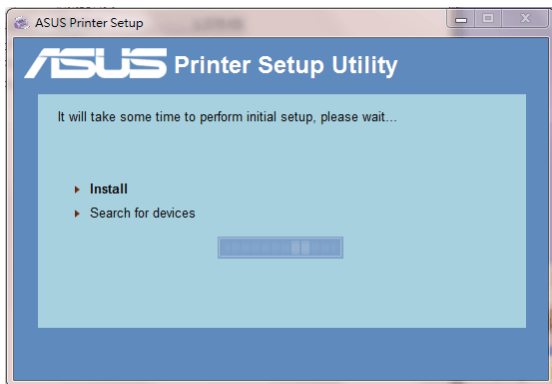 ASUS Printer Setup
ASUS Printer Setup Utility
It will take some time to perform initial setup, please wait...
Install
Search for devices